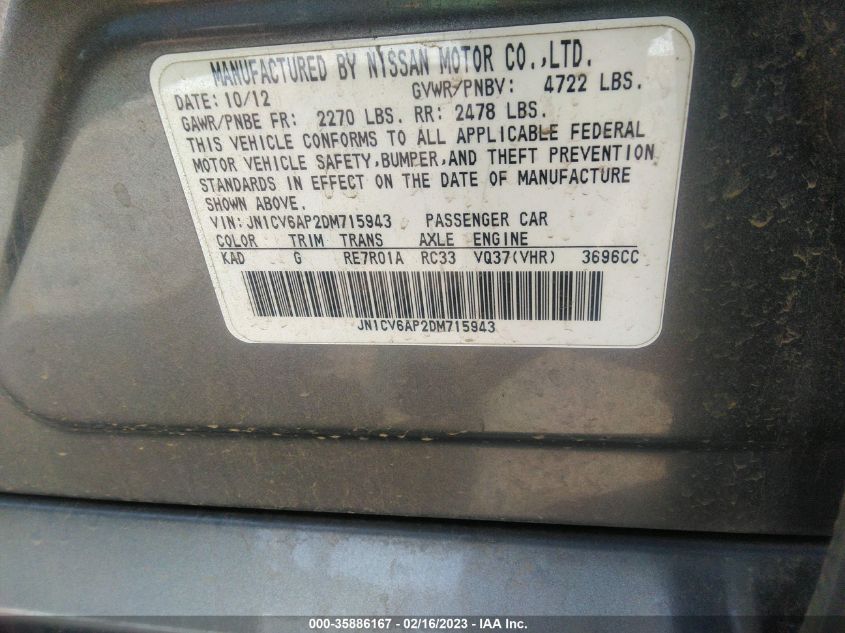 MANUFACTURED BY NISSAN MOTOR CO.,LTD.
DATE: 10/12 GVWR/PNBV: 4722 LBS.
GAWR/PNBE FR: 2270 LBS. RR: 2478 LBS.
THIS VEHICLE CONFORMS TO ALL APPLICABLE FEDERAL
MOTOR VEHICLE SAFETY,BUMPER,AND THEFT PREVENTION
STANDARDS IN EFFECT ON THE DATE OF MANUFACTURE
SHOWN ABOVE.
VIN: JN1CV6AP2DM715943 PASSENGER CAR
COLOR TRIM TRANS AXLE ENGINE
KAD G RE7R01A RC33 VQ37(VHR) 3696CC
JN1CV6AP2DM715943
000-35886167 - 02/16/2023 - IAA Inc.